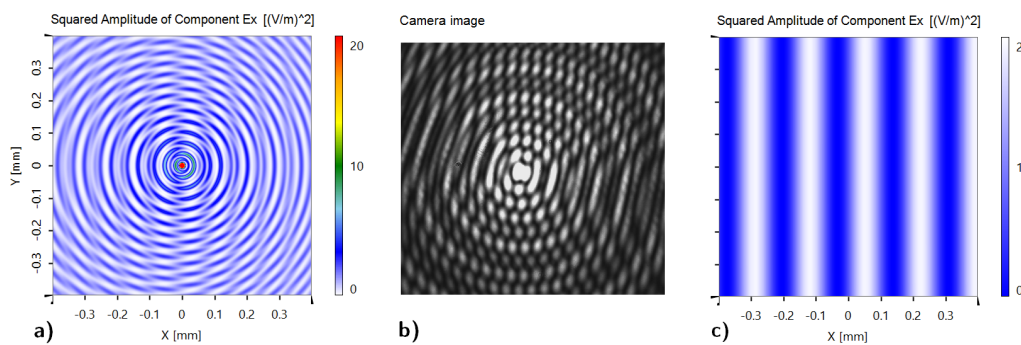 Squared Amplitude of Component Ex [(V/m)^2]
20
10
0
Y [mm]
0.3
0.2
0.1
0
-0.1
-0.2
-0.3
-0.3 -0.2 -0.1 0 0.1 0.2 0.3
X [mm]
a)
Camera image
b)
Squared Amplitude of Component Ex [(V/m)^2]
2
1
0
-0.3 -0.2 -0.1 0 0.1 0.2 0.3
X [mm]
c)